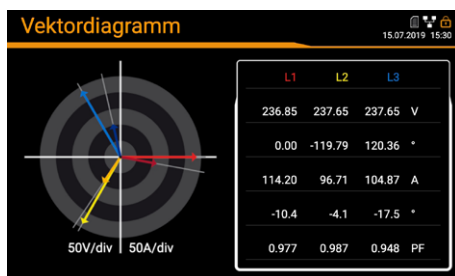 Vektordiagramm
15.07.2019 15:30
L1 L2 L3
236.85 237.65 237.65 V
0.00 -119.79 120.36 °
114.20 96.71 104.87 A
-10.4 -4.1 -17.5 °
0.977 0.987 0.948 PF
50V/div 50A/div